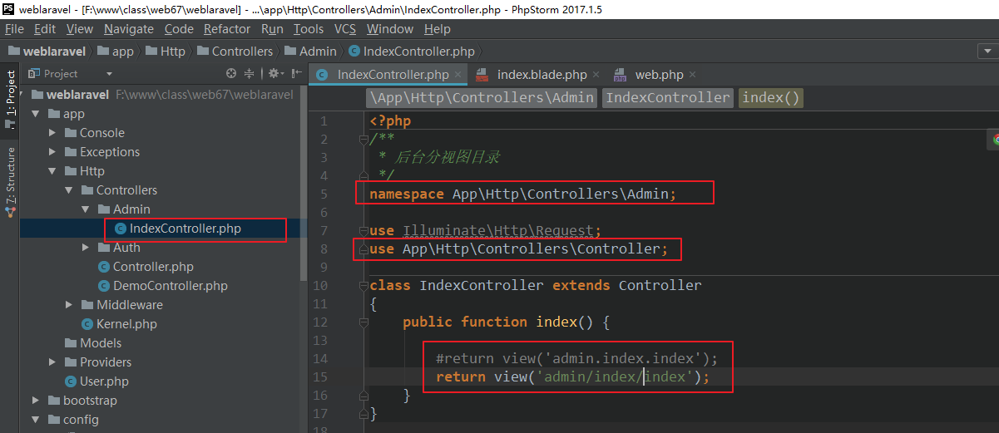 weblaravel - [F:\www\class\web67\weblaravel] - ...\app\Http\Controllers\Admin\IndexController.php - PhpStorm 2017.1.5
File Edit View Navigate Code Refactor Run Tools VCS Window Help
weblaravel app Http Controllers Admin IndexController.php
1: Project
7: Structure
Project
weblaravel F:\www\class\web67\weblaravel
app
Console
Exceptions
Http
Controllers
Admin
IndexController.php
Auth
Controller.php
DemoController.php
Middleware
Kernel.php
Models
Providers
User.php
bootstrap
config
IndexController.php index.blade.php web.php
\App\Http\Controllers\Admin IndexController index()
1 <?php
2 /**
3 * 后台分视图目录
4 */
5 namespace App\Http\Controllers\Admin;
6
7 use Illuminate\Http\Request;
8 use App\Http\Controllers\Controller;
9
10 class IndexController extends Controller
11 {
12 public function index() {
13
14 #return view('admin.index.index');
15 return view('admin/index/index');
16 }
17 }
18